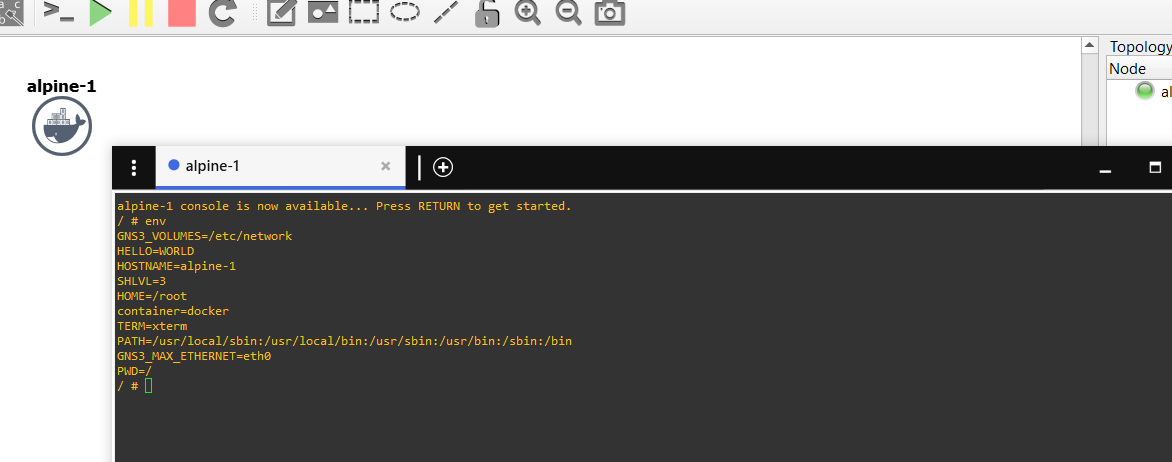 >_
alpine-1
Topology
Node
al
alpine-1
alpine-1 console is now available... Press RETURN to get started.
/ # env
GNS3_VOLUMES=/etc/network
HELLO=WORLD
HOSTNAME=alpine-1
SHLVL=3
HOME=/root
container=docker
TERM=xterm
PATH=/usr/local/sbin:/usr/local/bin:/usr/sbin:/usr/bin:/sbin:/bin
GNS3_MAX_ETHERNET=eth0
PWD=/
/ #